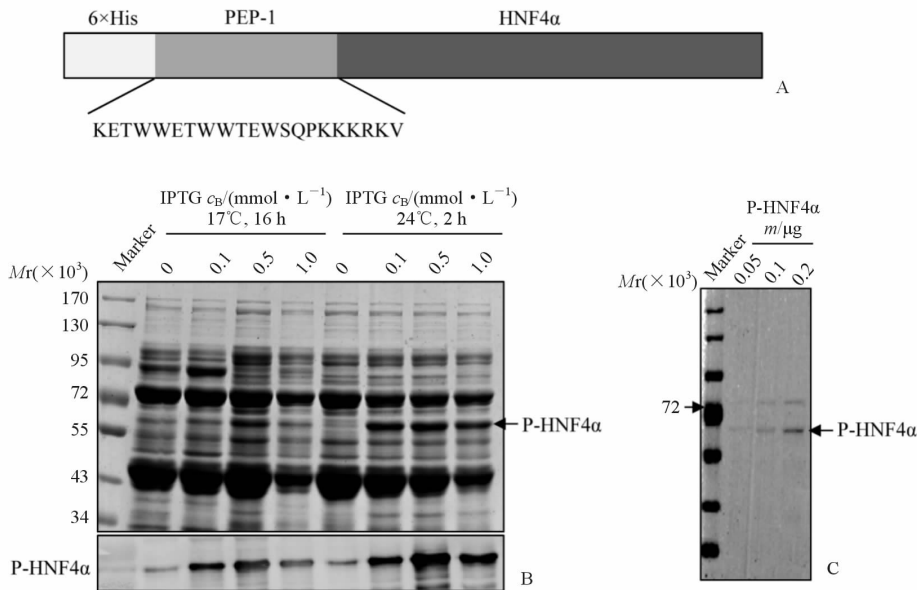 6×His PEP-1 HNF4α
A
KETWWETWWTEWSQPKKKRKV
IPTG cB/(mmol · L−1) IPTG cB/(mmol · L−1)
17℃, 16 h 24℃, 2 h
Marker 0 0.1 0.5 1.0 0 0.1 0.5 1.0
Mr(×10³)
170
130
95
72
55
43
34
P-HNF4α
P-HNF4α
B
P-HNF4α
m/μg
Marker 0.05 0.1 0.2
Mr(×10³)
72
P-HNF4α
C